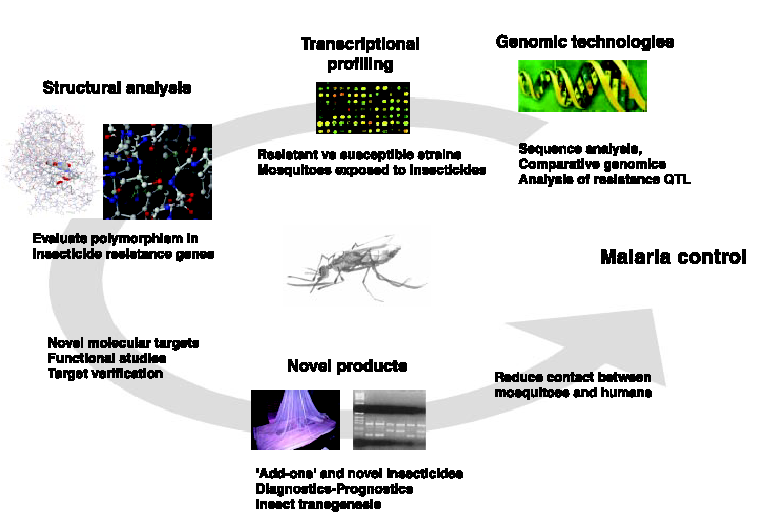 Transcriptional
profiling
Genomic technologies
Structural analysis
Resistant vs susceptible strains
Mosquitoes exposed to insecticides
Sequence analysis,
Comparative genomics
Analysis of resistance QTL
Evaluate polymorphism in
insecticide resistance genes
Malaria control
Novel molecular targets
Functional studies
Target verification
Novel products
Reduce contact between
mosquitoes and humans
'Add-ons' and novel insecticides
Diagnostics-Prognostics
Insect transgenesis